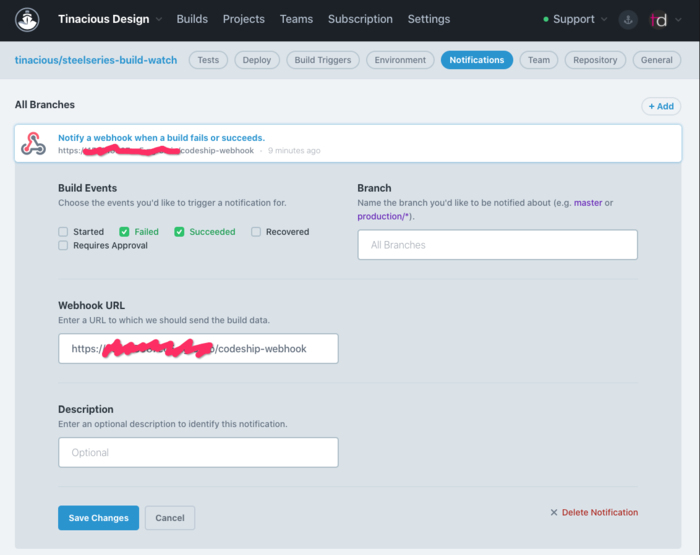 Tinacious Design Builds Projects Teams Subscription Settings Support td
tinacious/steelseries-build-watch Tests Deploy Build Triggers Environment Notifications Team Repository General
All Branches + Add
Notify a webhook when a build fails or succeeds.
https:/ /codeship-webhook - 9 minutes ago
Build Events
Choose the events you'd like to trigger a notification for.
Started Failed Succeeded Recovered
Requires Approval
Branch
Name the branch you'd like to be notified about (e.g. master or
production/*).
All Branches
Webhook URL
Enter a URL to which we should send the build data.
https:/ /codeship-webhook
Description
Enter an optional description to identify this notification.
Optional
Save Changes Cancel × Delete Notification